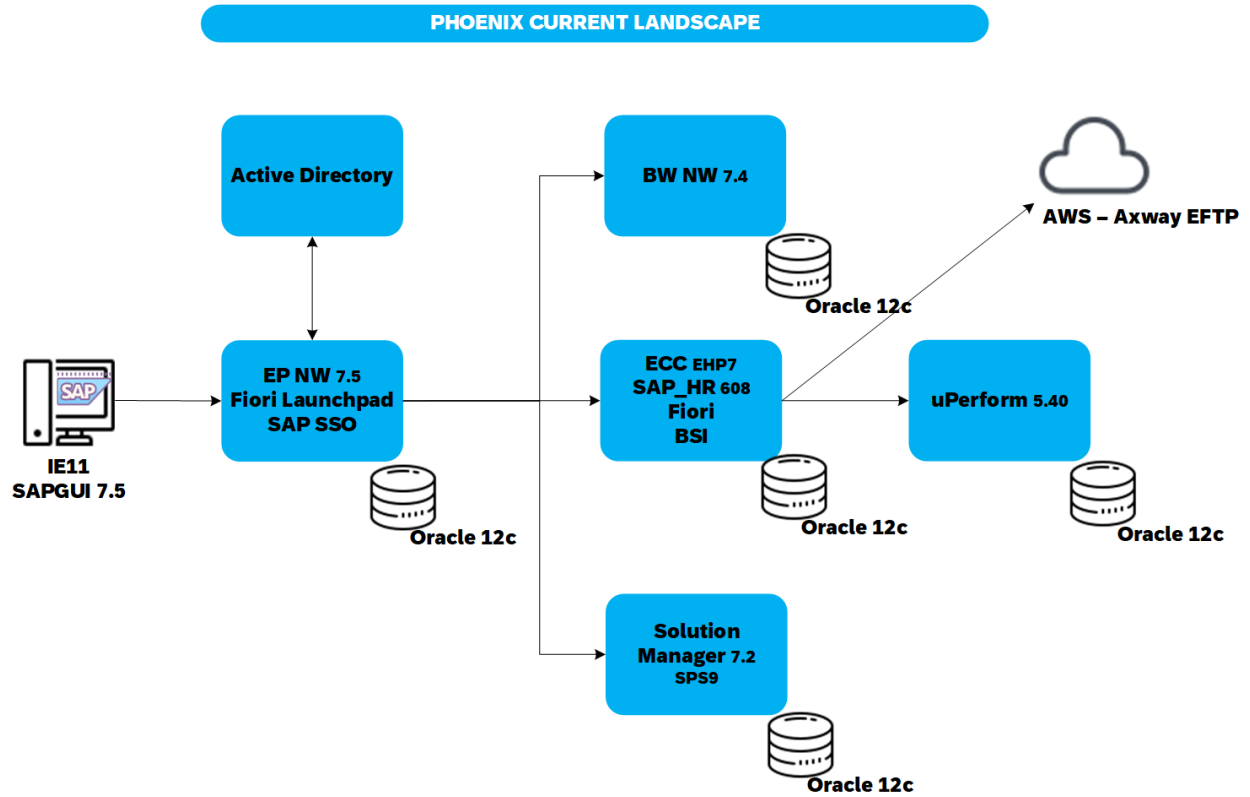 PHOENIX CURRENT LANDSCAPE
Active Directory
BW NW 7.4
AWS – Axway EFTP
Oracle 12c
SAP
IE11
SAPGUI 7.5
EP NW 7.5
Fiori Launchpad
SAP SSO
Oracle 12c
ECC EHP7
SAP_HR 608
Fiori
BSI
Oracle 12c
uPerform 5.40
Oracle 12c
Solution
Manager 7.2
SPS9
Oracle 12c